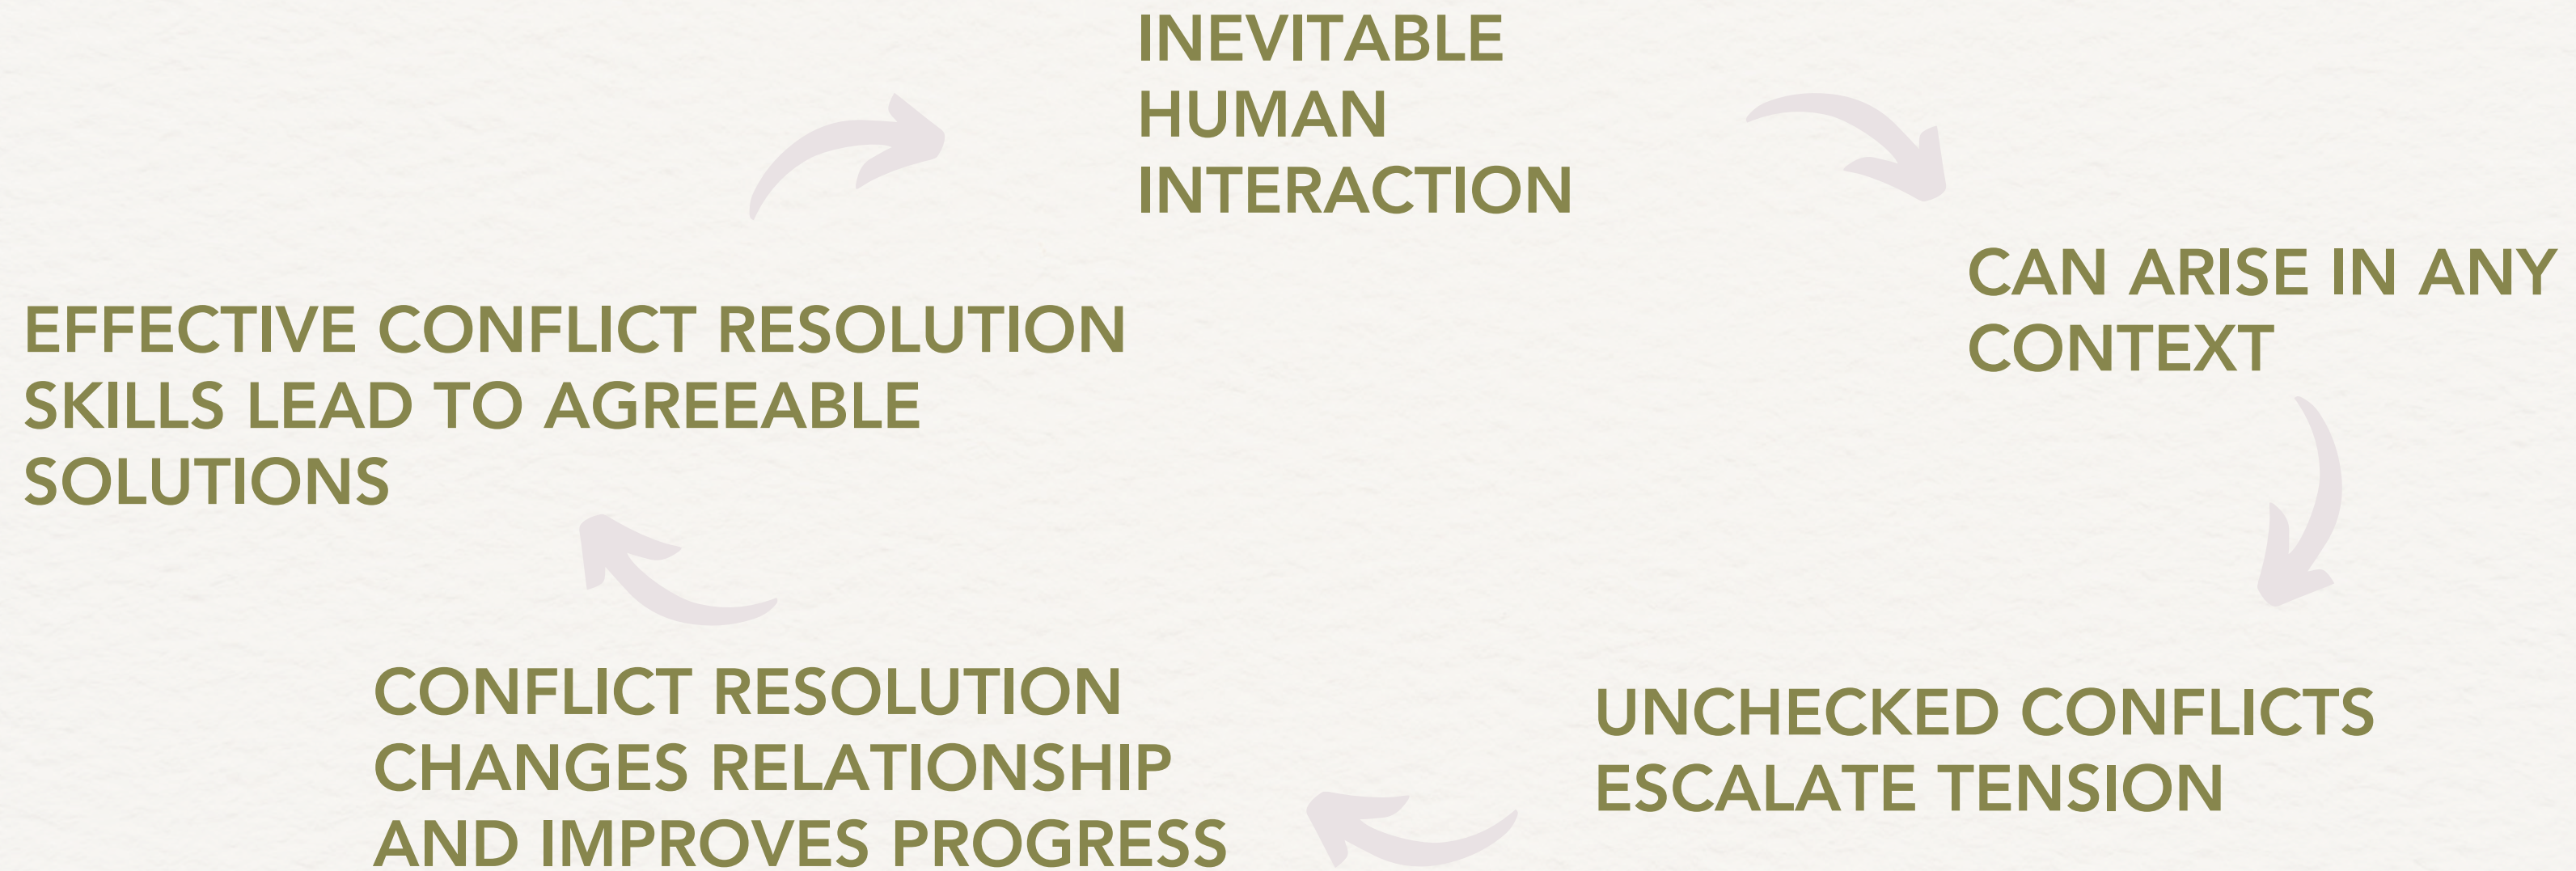 INEVITABLE
HUMAN
INTERACTION
CAN ARISE IN ANY
CONTEXT
UNCHECKED CONFLICTS
ESCALATE TENSION
CONFLICT RESOLUTION
CHANGES RELATIONSHIP
AND IMPROVES PROGRESS
EFFECTIVE CONFLICT RESOLUTION
SKILLS LEAD TO AGREEABLE
SOLUTIONS